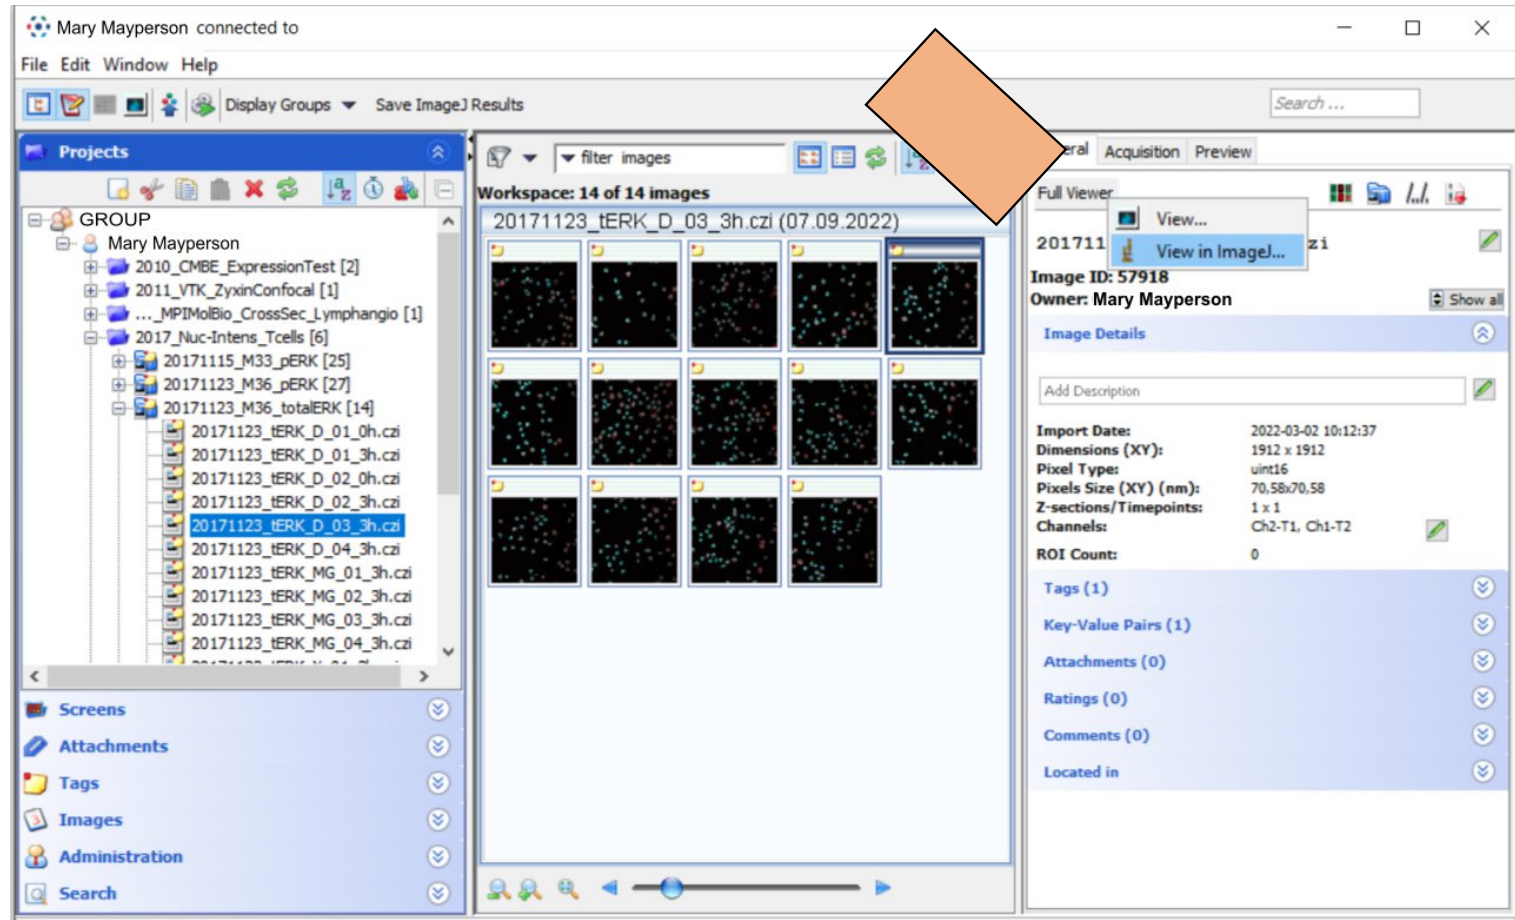 Mary Mayperson connected to
File Edit Window Help
Display Groups Save ImageJ Results
Search ...
Projects
GROUP
Mary Mayperson
2010_CMBE_ExpressionTest [2]
2011_VTK_ZyxinConfocal [1]
..._MPIMolBio_CrossSec_Lymphangio [1]
2017_Nuc-Intens_Tcells [6]
20171115_M33_pERK [25]
20171123_M36_pERK [27]
20171123_M36_totalERK [14]
20171123_tERK_D_01_0h.czi
20171123_tERK_D_01_3h.czi
20171123_tERK_D_02_0h.czi
20171123_tERK_D_02_3h.czi
20171123_tERK_D_03_3h.czi
20171123_tERK_D_04_3h.czi
20171123_tERK_MG_01_3h.czi
20171123_tERK_MG_02_3h.czi
20171123_tERK_MG_03_3h.czi
20171123_tERK_MG_04_3h.czi
Screens
Attachments
Tags
Images
Administration
Search
filter images
Workspace: 14 of 14 images
20171123_tERK_D_03_3h.czi (07.09.2022)
Acquisition Preview
Full Viewer
View...
View in ImageJ...
201711 zi
Image ID: 57918
Owner: Mary Mayperson
Show all
Image Details
Add Description
Import Date: 2022-03-02 10:12:37
Dimensions (XY): 1912 x 1912
Pixel Type: uint16
Pixels Size (XY) (nm): 70,58x70,58
Z-sections/Timepoints: 1 x 1
Channels: Ch2-T1, Ch1-T2
ROI Count: 0
Tags (1)
Key-Value Pairs (1)
Attachments (0)
Ratings (0)
Comments (0)
Located in